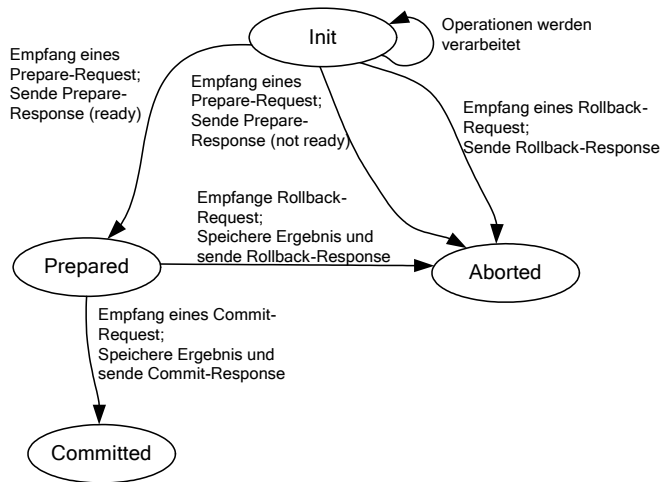 Init
Operationen werden
verarbeitet
Empfang eines
Prepare-Request;
Sende Prepare-
Response (ready)
Empfang eines
Prepare-Request;
Sende Prepare-
Response (not ready)
Empfang eines Rollback-
Request;
Sende Rollback-Response
Empfange Rollback-
Request;
Speichere Ergebnis und
sende Rollback-Response
Prepared
Aborted
Empfang eines Commit-
Request;
Speichere Ergebnis und
sende Commit-Response
Committed